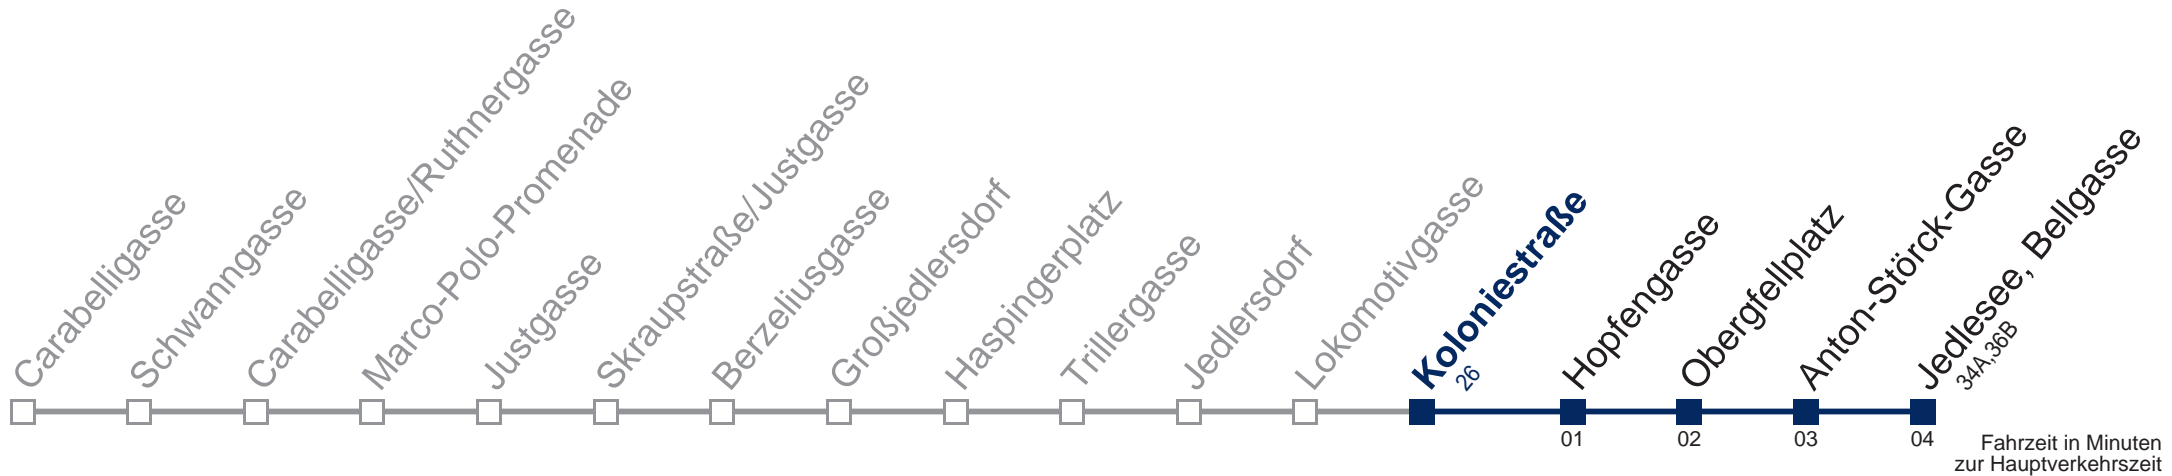 Carabelligasse
Schwanngasse
Carabelligasse/Ruthnergasse
Marco-Polo-Promenade
Justgasse
Skraupstraße/Justgasse
Berzeliusgasse
Großjedlersdorf
Haspingerplatz
Trillergasse
Jedlersdorf
Lokomotivgasse
Koloniestraße
26
Hopfengasse
Obergfellplatz
Anton-Störck-Gasse
Jedlesee, Bellgasse
34A,36B
01
02
03
04
Fahrzeit in Minuten
zur Hauptverkehrszeit